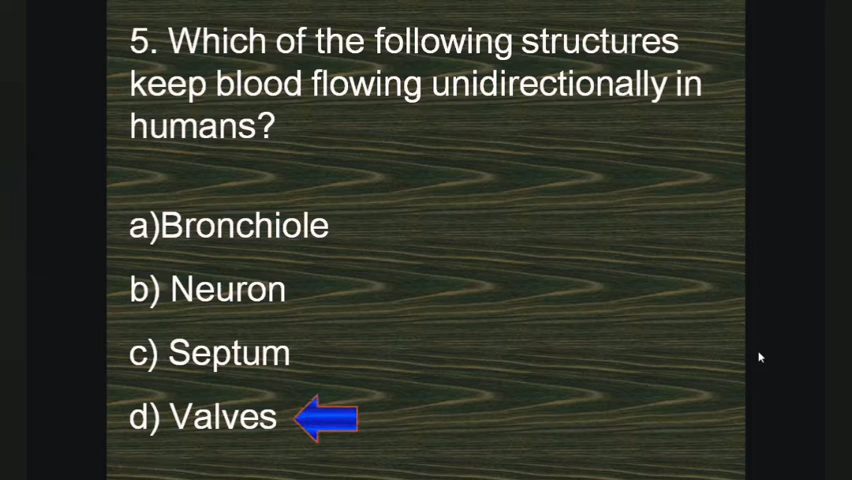 5. Which of the following structures
keep blood flowing unidirectionally in
humans?
a)Bronchiole
b) Neuron
c) Septum
d) Valves